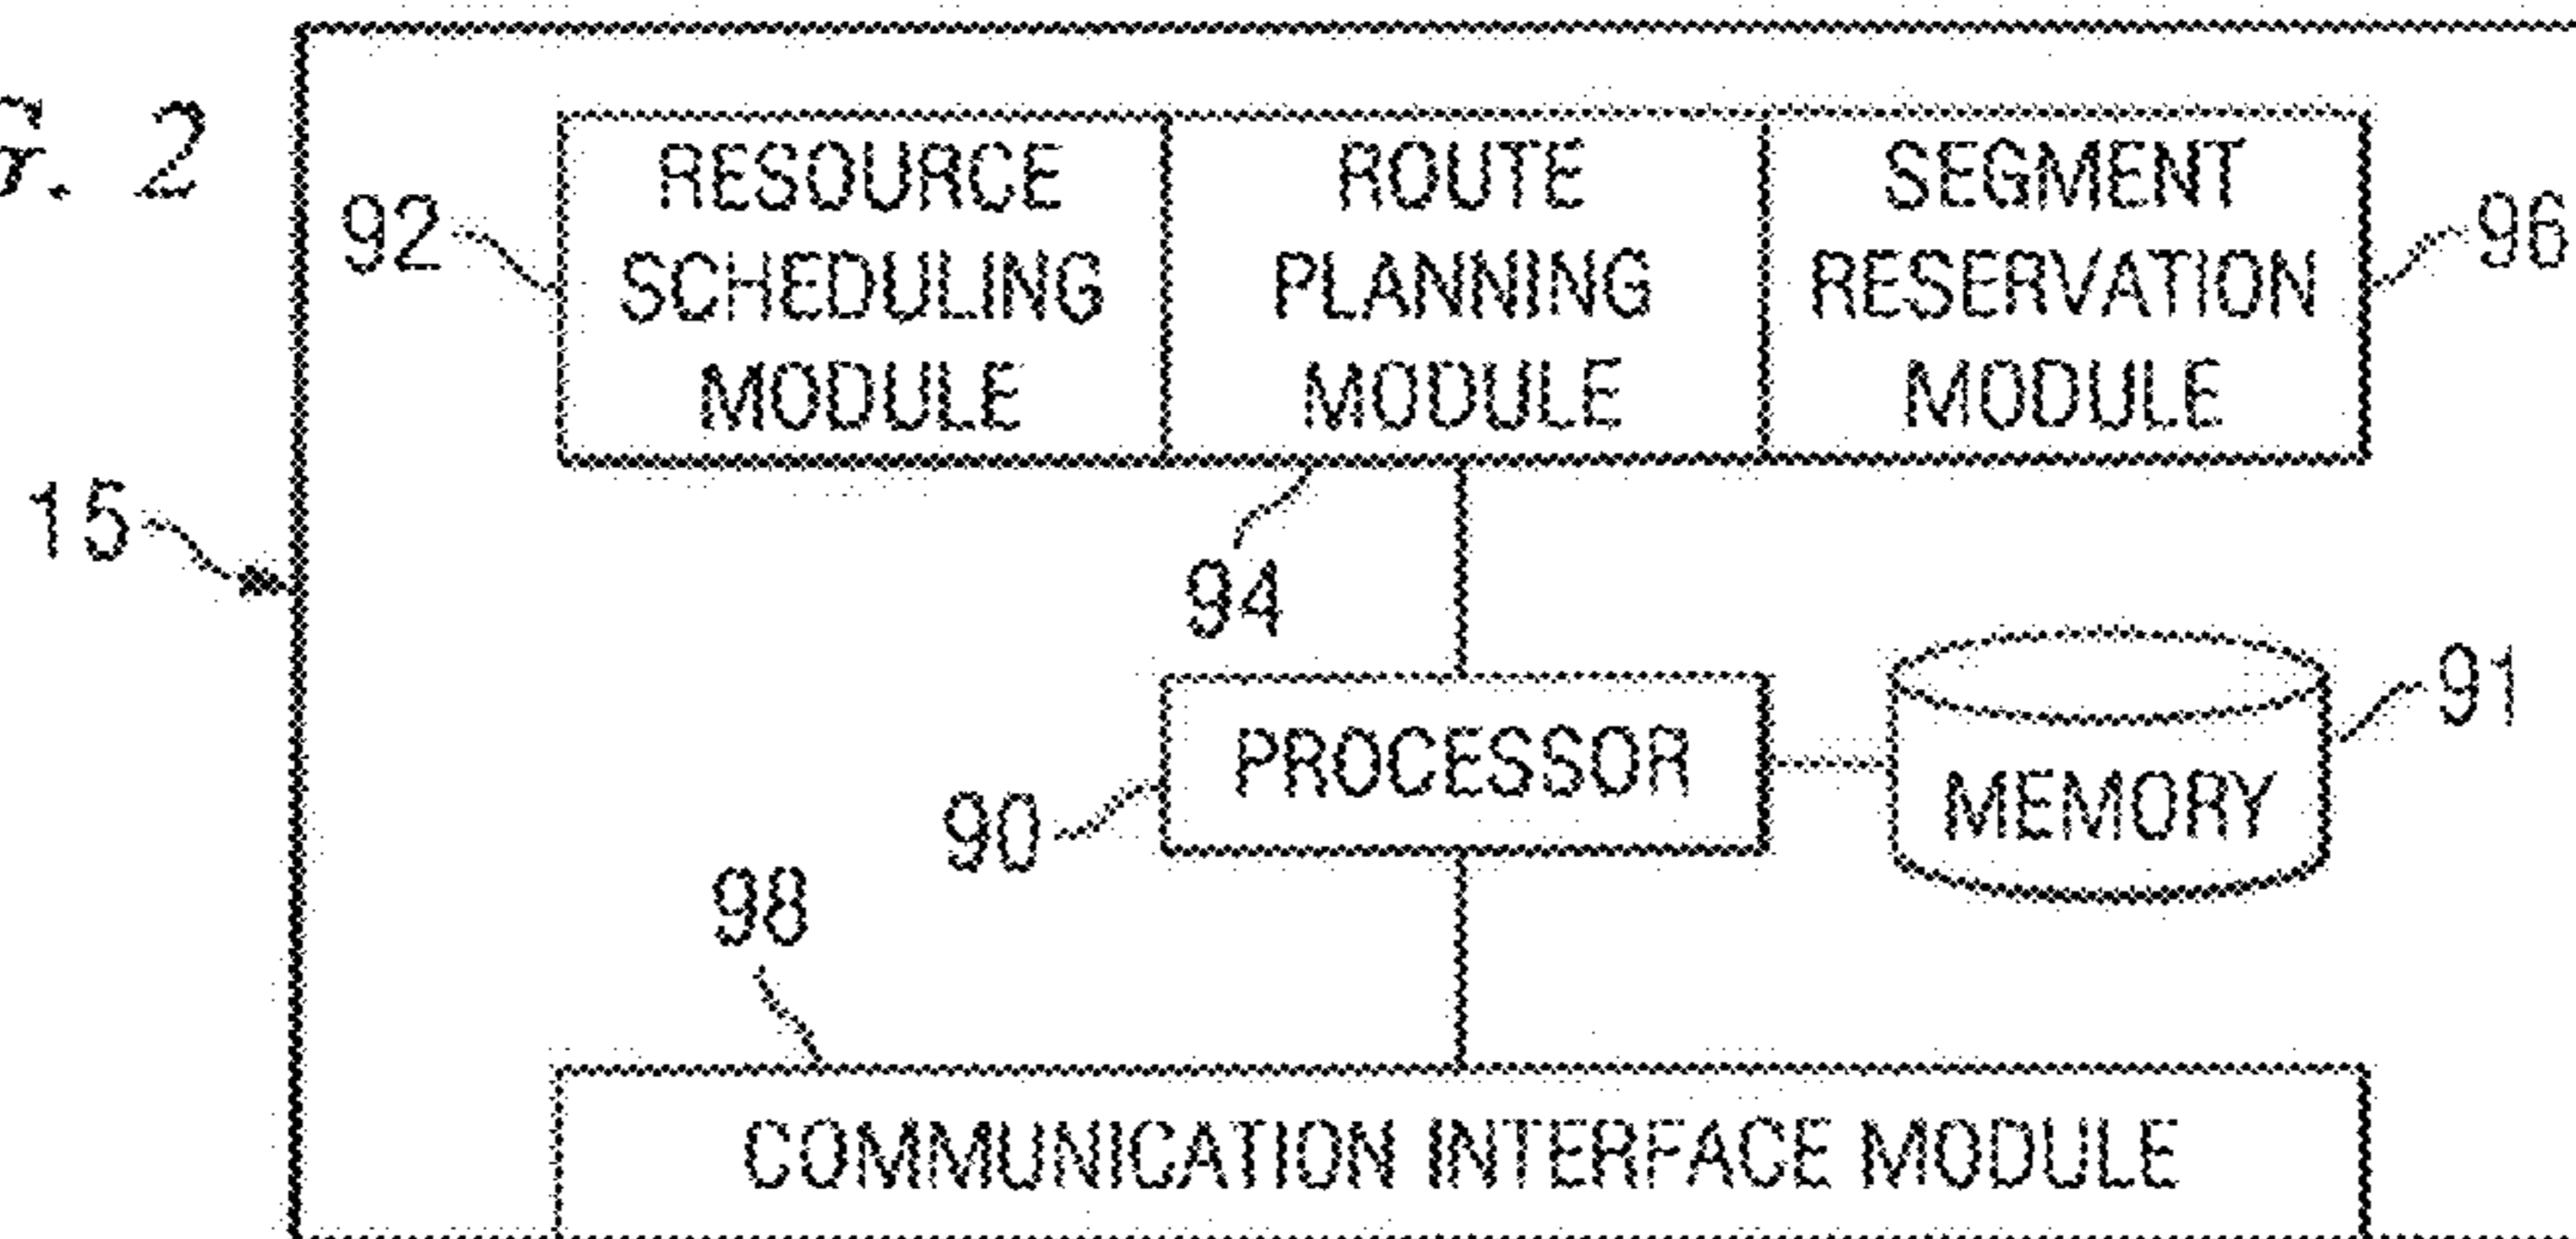 G. 2
RESOURCE
SCHEDULING
MODULE
ROUTE
PLANNING
MODULE
SEGMENT
RESERVATION
MODULE
92
96
15
94
91
PROCESSOR
MEMORY
90
98
COMMUNICATION INTERFACE MODULE